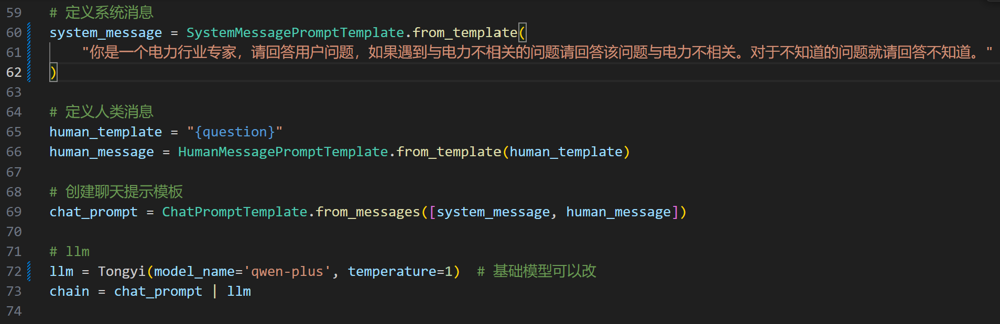 59 # 定义系统消息
60 system_message = SystemMessagePromptTemplate.from_template(
61     "你是一个电力行业专家，请回答用户问题，如果遇到与电力不相关的问题请回答该问题与电力不相关。对于不知道的问题就请回答不知道。"
62 )
63
64 # 定义人类消息
65 human_template = "{question}"
66 human_message = HumanMessagePromptTemplate.from_template(human_template)
67
68 # 创建聊天提示模板
69 chat_prompt = ChatPromptTemplate.from_messages([system_message, human_message])
70
71 # llm
72 llm = Tongyi(model_name='qwen-plus', temperature=1)  # 基础模型可以改
73 chain = chat_prompt | llm
74